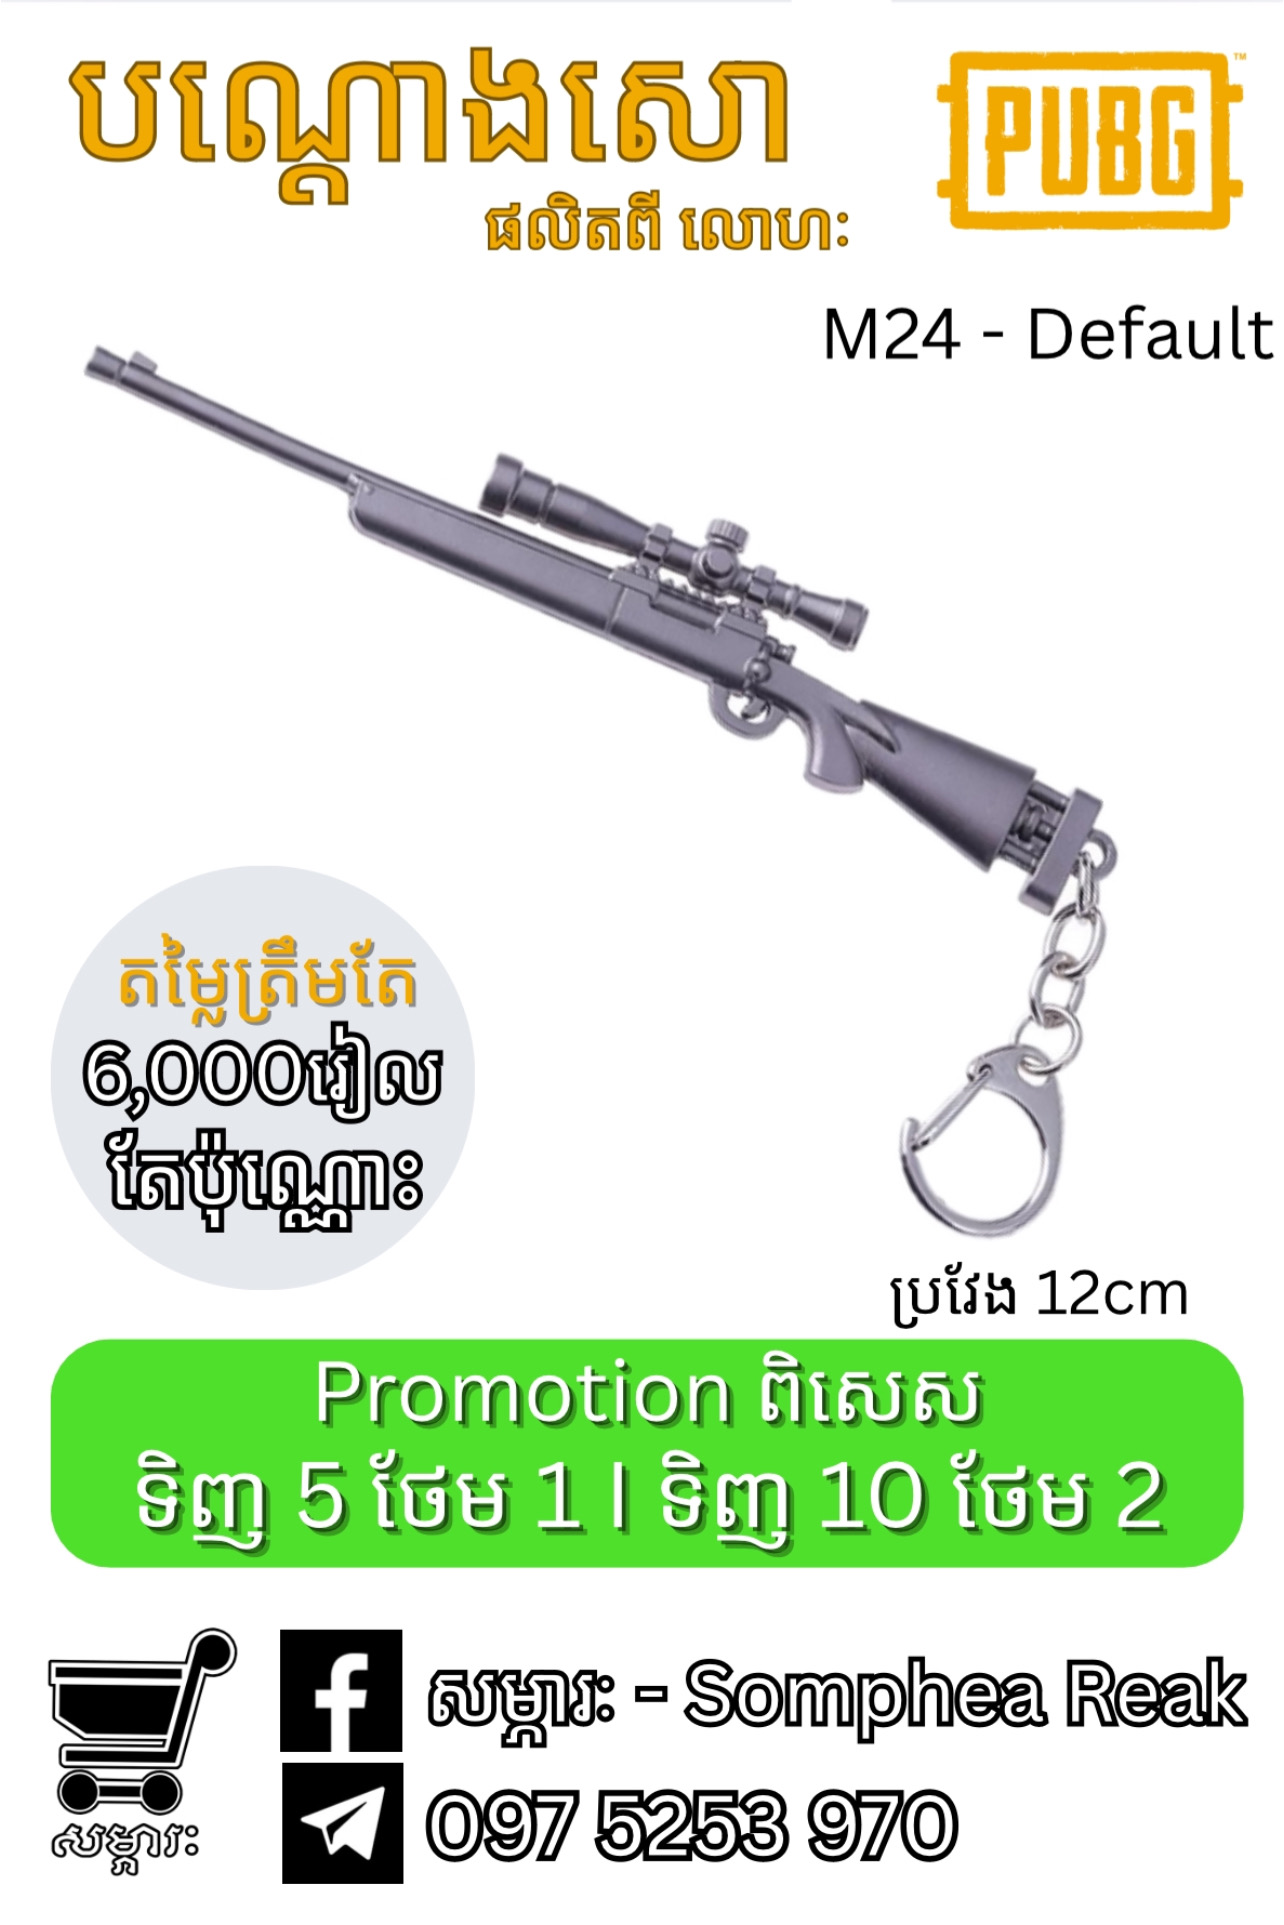 បណ្ដោងសោ
PUBG™
ផលិតពី លោហៈ
M24 - Default
តម្លៃត្រឹមតែ
6,000រៀល
តែប៉ុណ្ណោះ
ប្រវែង 12cm
Promotion ពិសេស
ទិញ 5 ថែម 1 | ទិញ 10 ថែម 2
សម្ភារៈ - Somphea Reak
097 5253 970
សម្ភារៈ